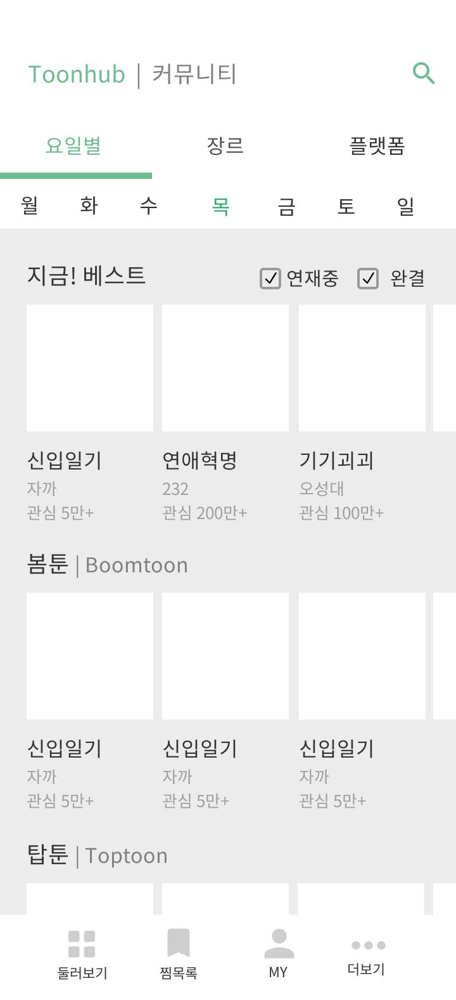 Toonhub | 커뮤니티
요일별 장르 플랫폼
월 화 수 목 금 토 일
지금! 베스트 연재중 완결
신입일기 연애혁명 기기괴괴
자까 232 오성대
관심 5만+ 관심 200만+ 관심 100만+
봄툰 | Boomtoon
신입일기 신입일기 신입일기
자까 자까 자까
관심 5만+ 관심 5만+ 관심 5만+
탑툰 | Toptoon
둘러보기 찜목록 MY 더보기